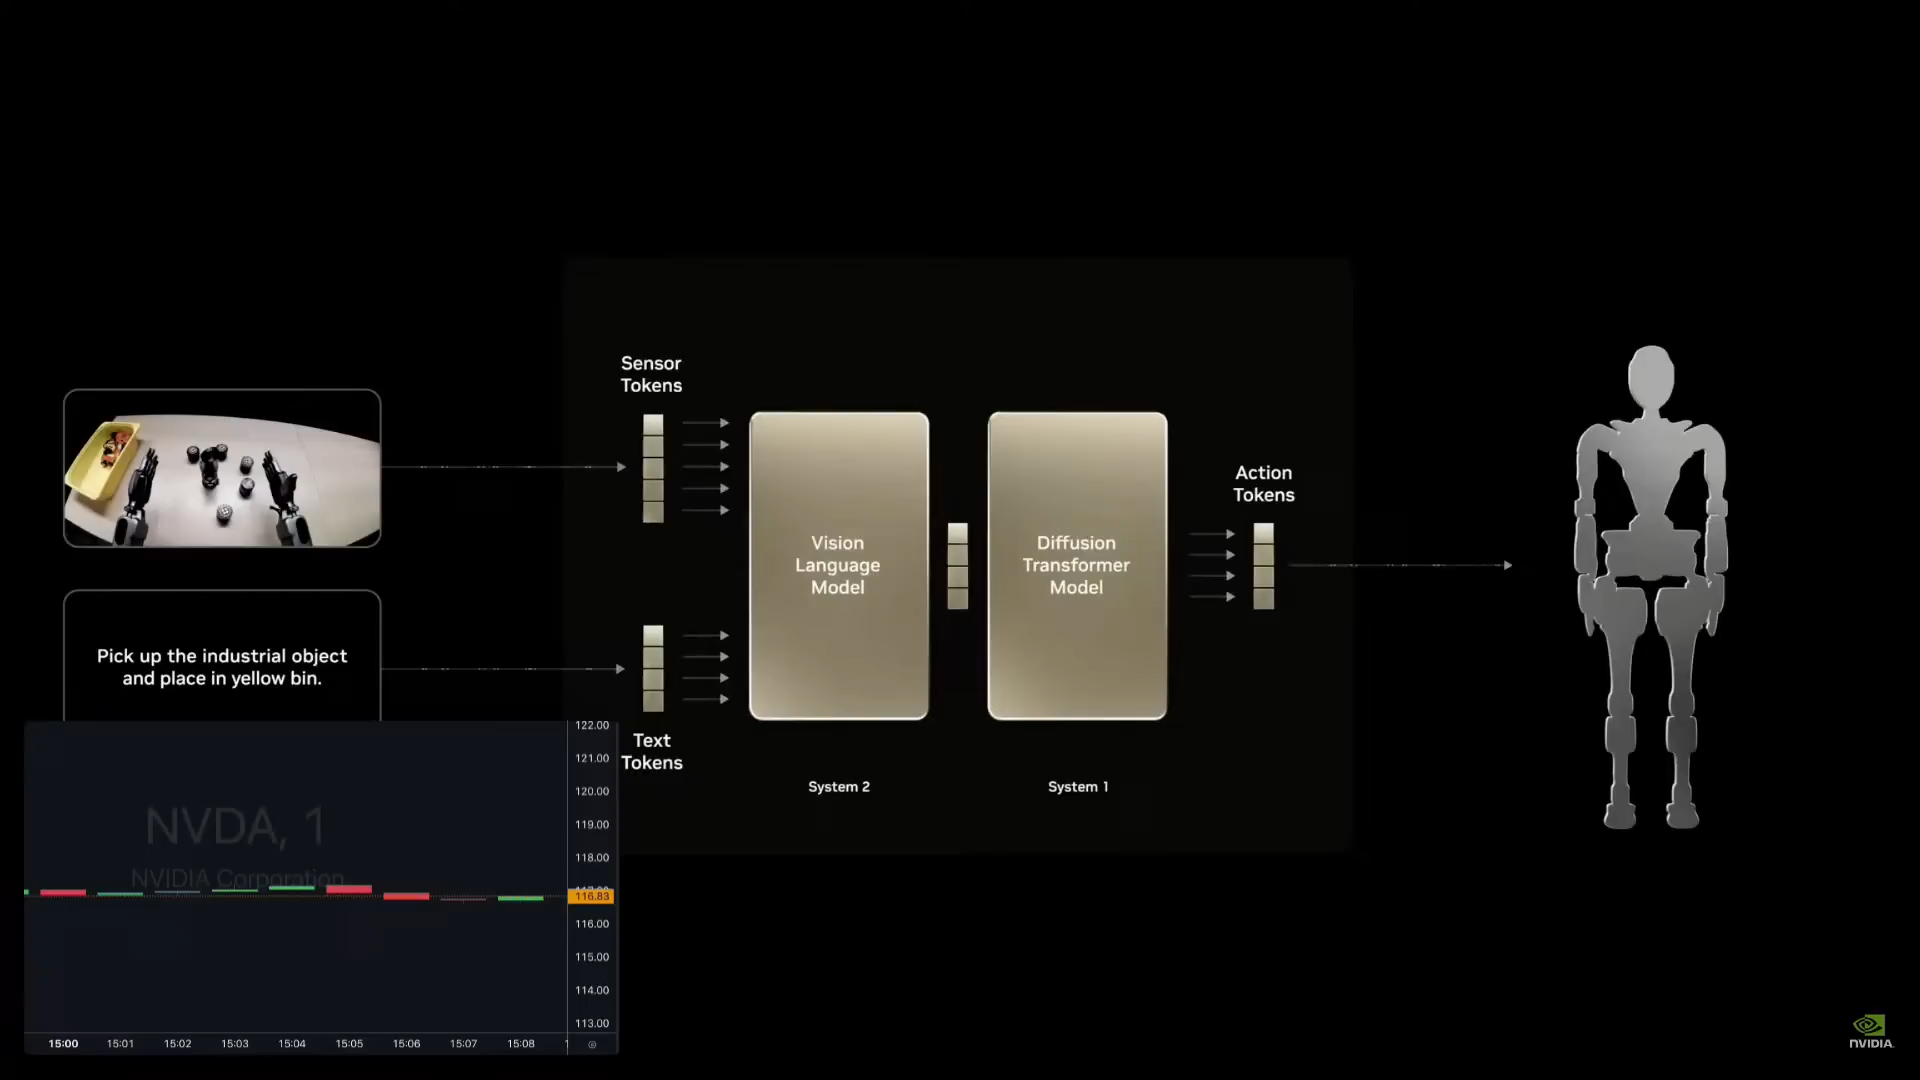 Sensor
Tokens
Vision
Language
Model
Diffusion
Transformer
Model
Action
Tokens
Pick up the industrial object
and place in yellow bin.
Text
Tokens
System 2
System 1
NVDA, 1
NVIDIA Corporation
122.00
121.00
120.00
119.00
118.00
116.83
116.00
115.00
114.00
113.00
15:00 15:01 15:02 15:03 15:04 15:05 15:06 15:07 15:08
NVIDIA.